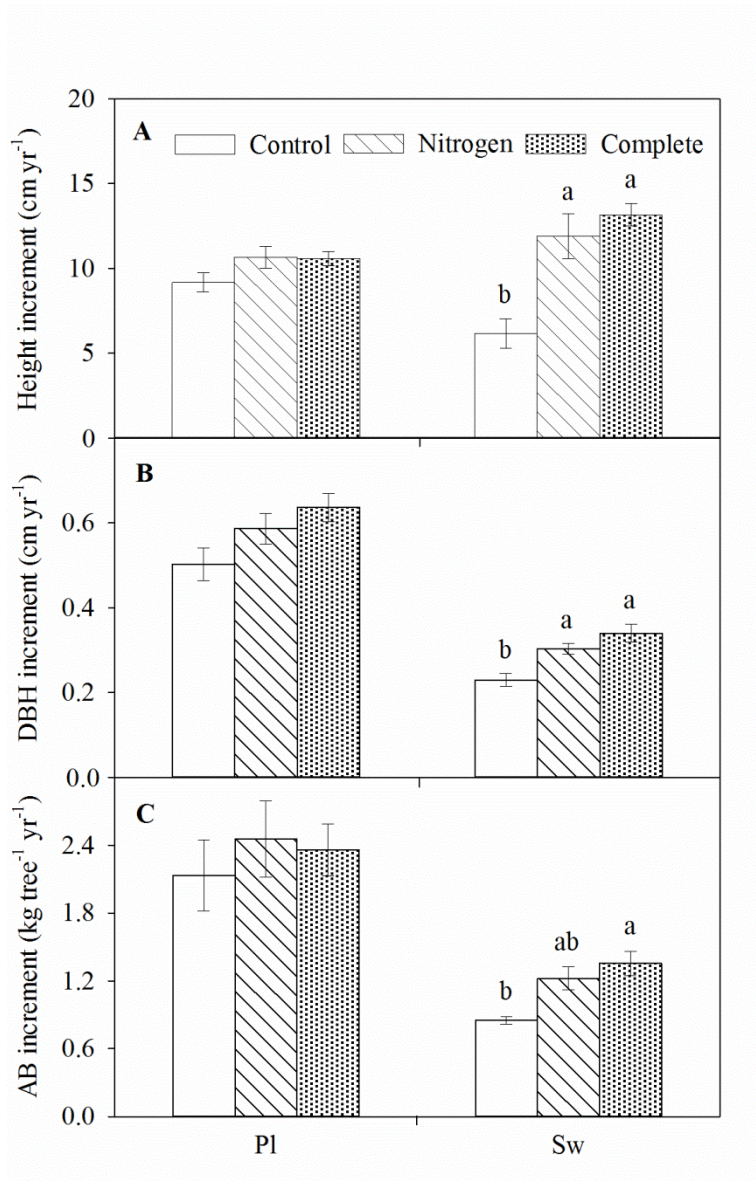 20
A
Control
Nitrogen
Complete
15
a
a
10
b
5
0
Height increment (cm yr⁻¹)
B
0.6
0.4
a
a
b
0.2
0.0
DBH increment (cm yr⁻¹)
C
2.4
1.8
ab
a
1.2
b
0.6
0.0
AB increment (kg tree⁻¹ yr⁻¹)
Pl
Sw